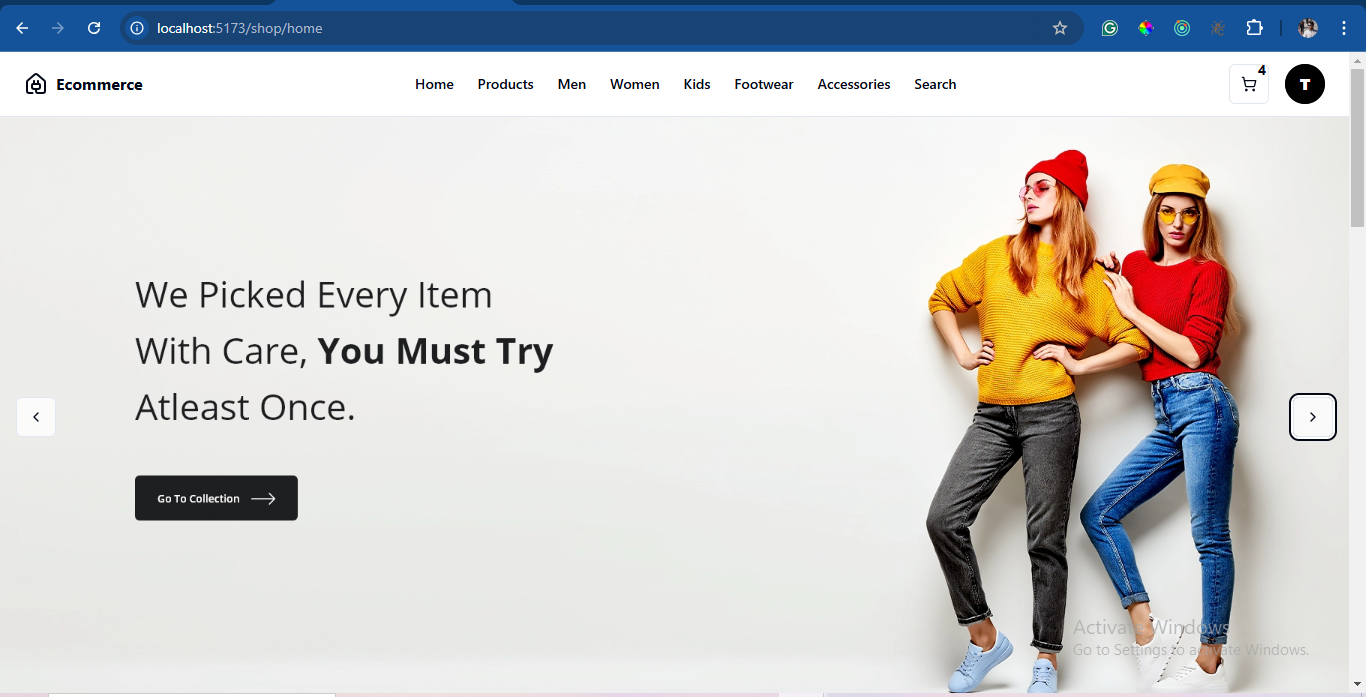 localhost:5173/shop/home
Ecommerce
Home Products Men Women Kids Footwear Accessories Search
4
T
We Picked Every Item
With Care, You Must Try
Atleast Once.
Go To Collection
Activate Windows
Go to Settings to activate Windows.